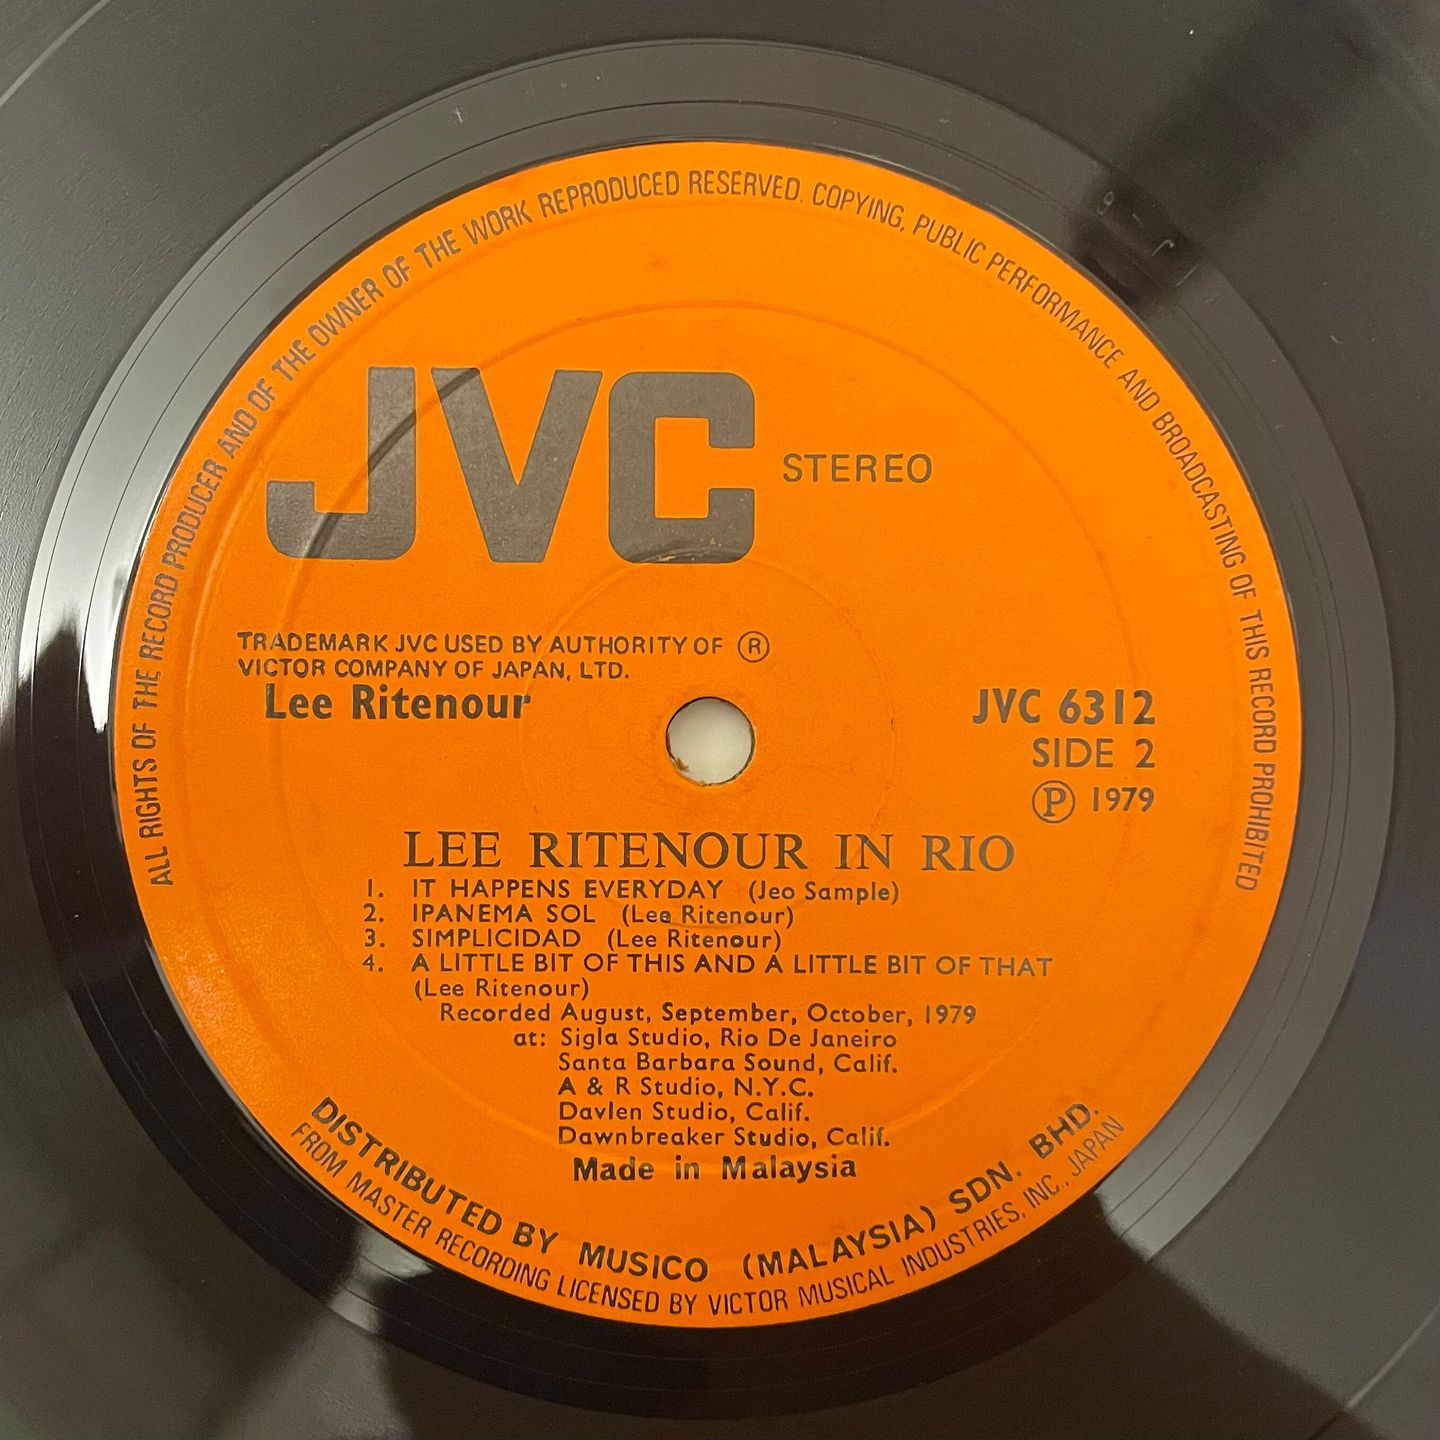 ALL RIGHTS OF THE RECORD PRODUCER AND OF THE OWNER OF THE WORK REPRODUCED RESERVED. COPYING, PUBLIC PERFORMANCE AND BROADCASTING OF THIS RECORD PROHIBITED
JVC STEREO
TRADEMARK JVC USED BY AUTHORITY OF ®
VICTOR COMPANY OF JAPAN, LTD.
Lee Ritenour
JVC 6312
SIDE 2
Ⓟ 1979
LEE RITENOUR IN RIO
1. IT HAPPENS EVERYDAY (Jeo Sample)
2. IPANEMA SOL (Lee Ritenour)
3. SIMPLICIDAD (Lee Ritenour)
4. A LITTLE BIT OF THIS AND A LITTLE BIT OF THAT
(Lee Ritenour)
Recorded August, September, October, 1979
at: Sigla Studio, Rio De Janeiro
Santa Barbara Sound, Calif.
A & R Studio, N.Y.C.
Davlen Studio, Calif.
Dawnbreaker Studio, Calif.
Made in Malaysia
DISTRIBUTED BY MUSICO (MALAYSIA) SDN. BHD.
FROM MASTER RECORDING LICENSED BY VICTOR MUSICAL INDUSTRIES, INC., JAPAN